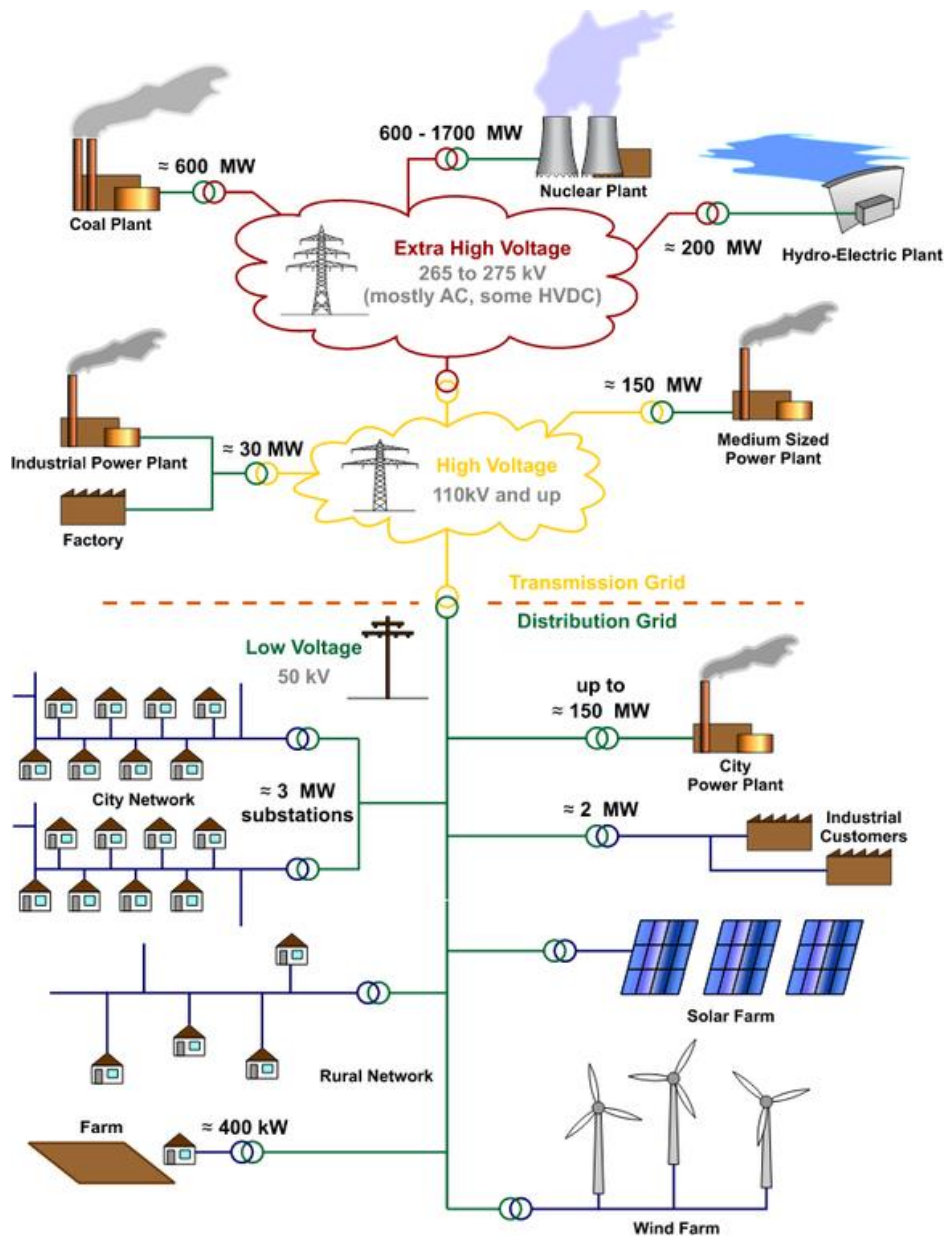 600 - 1700 MW
≈ 600 MW
Nuclear Plant
Coal Plant
Extra High Voltage
265 to 275 kV
(mostly AC, some HVDC)
≈ 200 MW
Hydro-Electric Plant
≈ 150 MW
Industrial Power Plant
≈ 30 MW
High Voltage
110kV and up
Medium Sized
Power Plant
Factory
Transmission Grid
Distribution Grid
Low Voltage
50 kV
up to
≈ 150 MW
City Network
≈ 3 MW
substations
City
Power Plant
≈ 2 MW
Industrial
Customers
Solar Farm
Rural Network
Farm
≈ 400 kW
Wind Farm